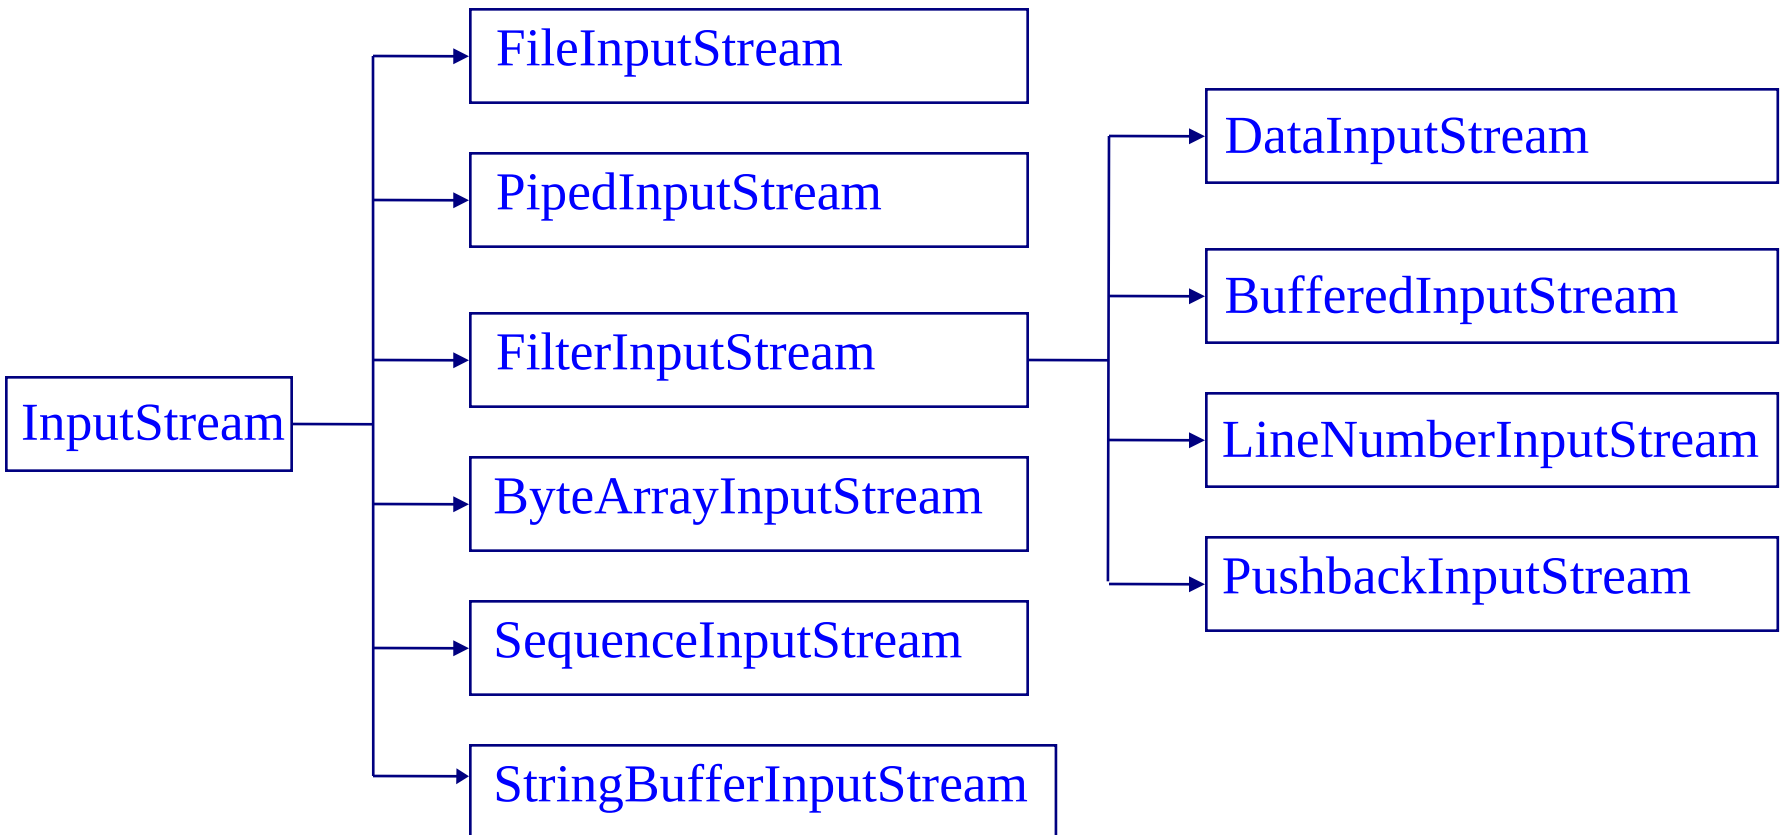 InputStream
FileInputStream
PipedInputStream
FilterInputStream
ByteArrayInputStream
SequenceInputStream
StringBufferInputStream
DataInputStream
BufferedInputStream
LineNumberInputStream
PushbackInputStream